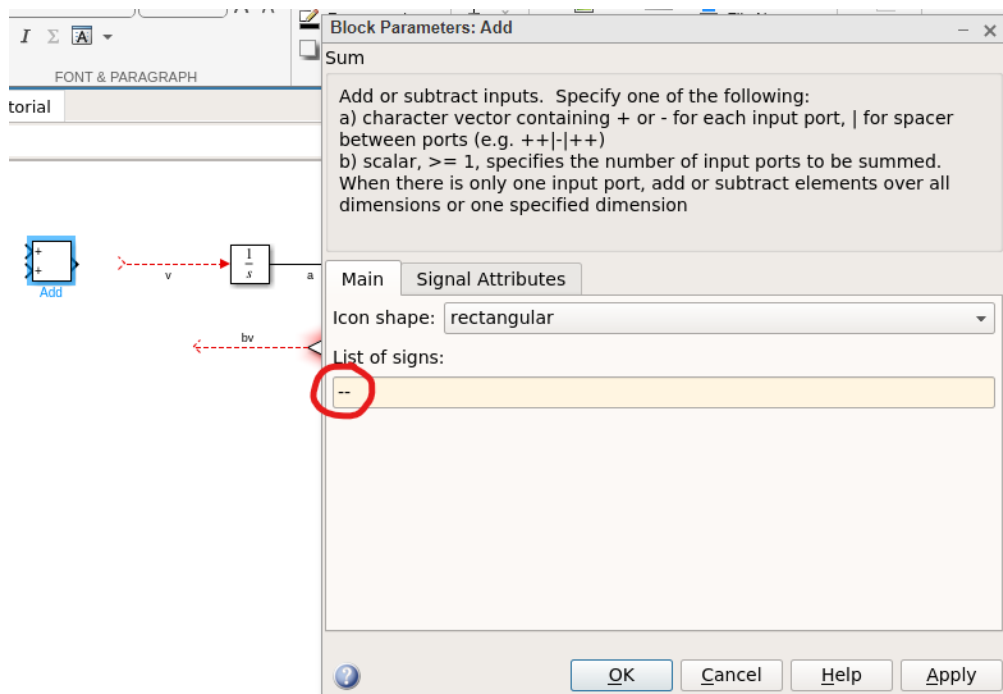 Block Parameters: Add
I Σ A
Sum
FONT & PARAGRAPH
torial
Add or subtract inputs. Specify one of the following:
a) character vector containing + or - for each input port, | for spacer
between ports (e.g. ++|-|++)
b) scalar, >= 1, specifies the number of input ports to be summed.
When there is only one input port, add or subtract elements over all
dimensions or one specified dimension
+
+
Add
v
1
s
a
bv
Main Signal Attributes
Icon shape: rectangular
List of signs:
--
? OK Cancel Help Apply